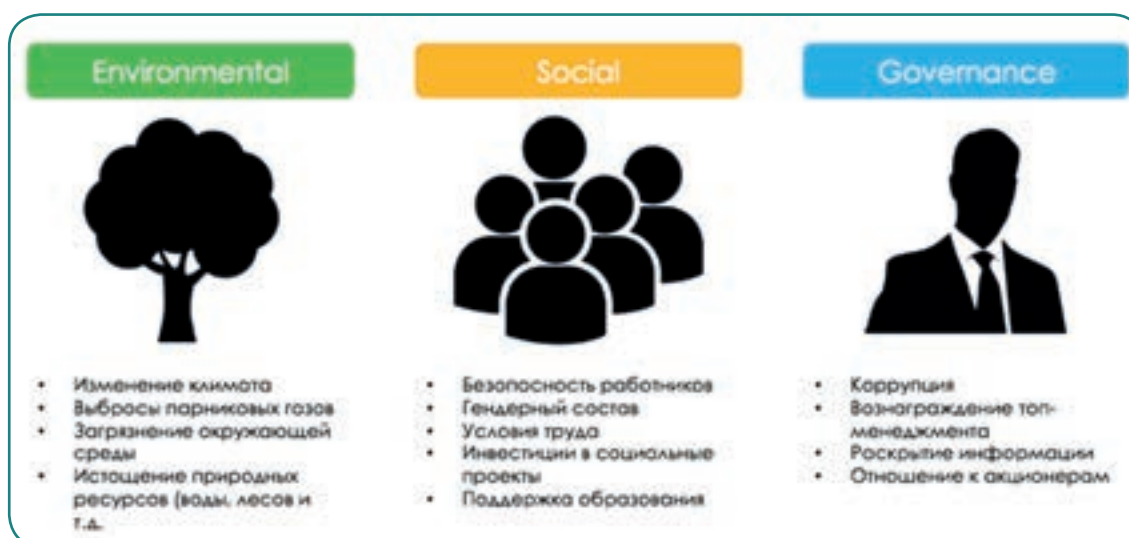 Environmental
• Изменение климата
• Выбросы парниковых газов
• Загрязнение окружающей
среды
• Истощение природных
ресурсов (воды, лесов и
т.д.
Social
• Безопасность работников
• Гендерный состав
• Условия труда
• Инвестиции в социальные
проекты
• Поддержка образования
Governance
• Коррупция
• Вознаграждение топ-
менеджмента
• Роскрытие информации
• Отношение к акционерам